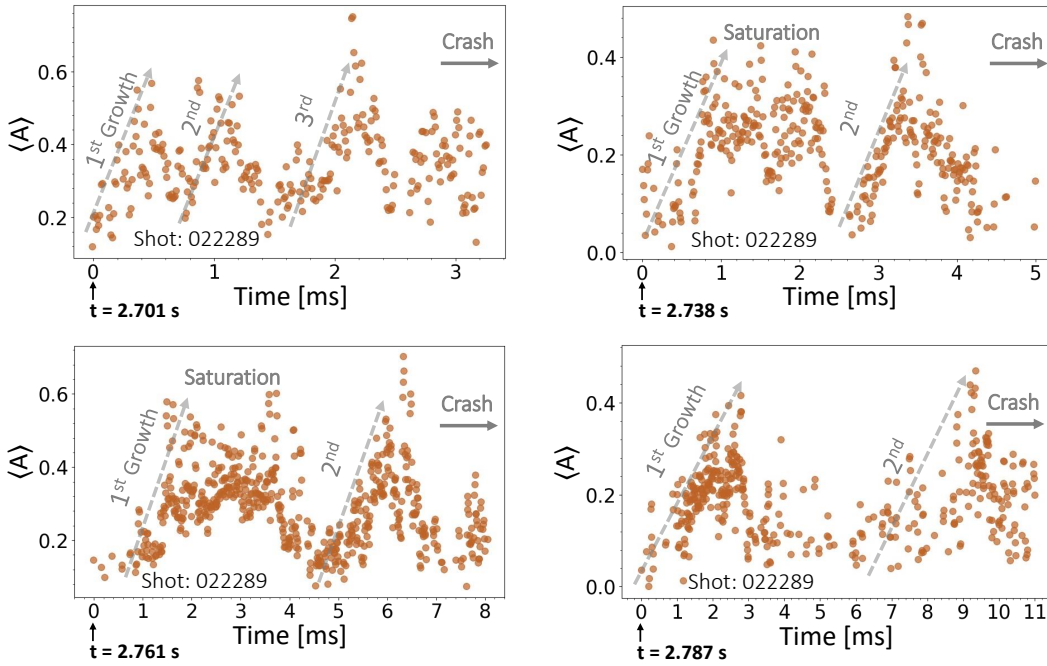 ⟨A⟩
0.6
0.4
0.2
1st Growth
2nd
3rd
Crash
Shot: 022289
0 1 2 3
Time [ms]
t = 2.701 s
⟨A⟩
0.4
0.2
0.0
1st Growth
Saturation
2nd
Crash
Shot: 022289
0 1 2 3 4 5
Time [ms]
t = 2.738 s
⟨A⟩
0.6
0.4
0.2
1st Growth
Saturation
2nd
Crash
Shot: 022289
0 1 2 3 4 5 6 7 8
Time [ms]
t = 2.761 s
⟨A⟩
0.4
0.2
0.0
1st Growth
2nd
Crash
Shot: 022289
0 1 2 3 4 5 6 7 8 9 10 11
Time [ms]
t = 2.787 s